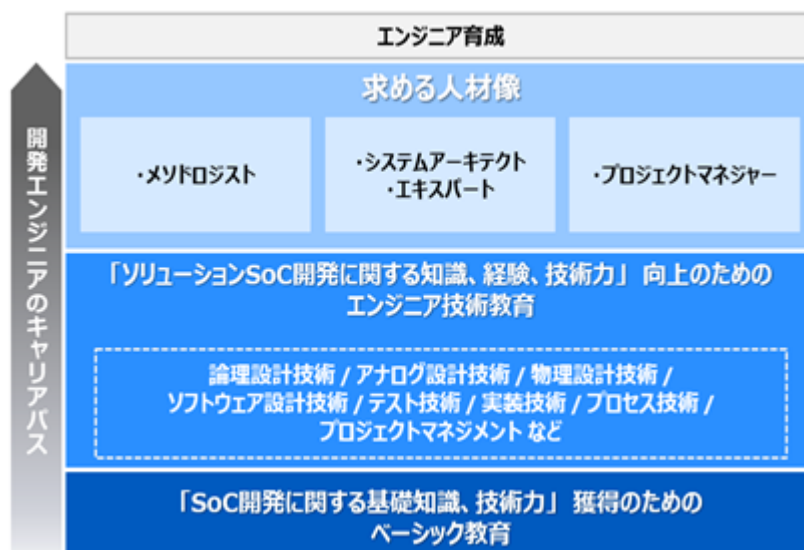 エンジニア育成
開発エンジニアのキャリアパス
求める人材像
・メソドロジスト
・システムアーキテクト
・エキスパート
・プロジェクトマネジャー
「ソリューションSoC開発に関する知識、経験、技術力」 向上のための
エンジニア技術教育
論理設計技術 / アナログ設計技術 / 物理設計技術 /
ソフトウェア設計技術 / テスト技術 / 実装技術 / プロセス技術 /
プロジェクトマネジメント など
「SoC開発に関する基礎知識、技術力」 獲得のための
ベーシック教育